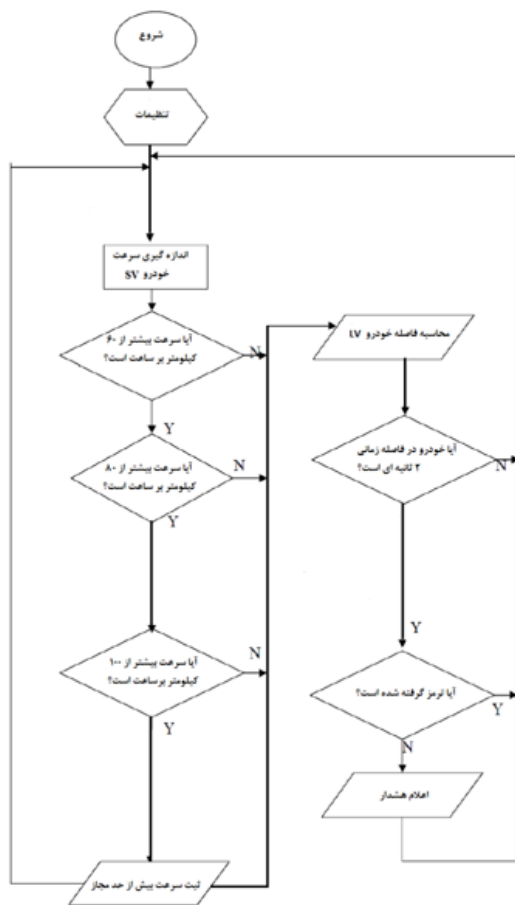 شروع
تنظیمات
اندازه گیری سرعت
خودرو SV
آیا سرعت بیشتر از ۶۰
کیلومتر بر ساعت است؟
N
Y
آیا سرعت بیشتر از ۸۰
کیلومتر بر ساعت است؟
N
Y
آیا سرعت بیشتر از ۱۰۰
کیلومتر برساعت است؟
N
Y
ثبت سرعت بیش از حد مجاز
محاسبه فاصله خودرو LV
آیا خودرو در فاصله زمانی
۲ ثانیه ای است؟
N
Y
آیا ترمز گرفته شده است؟
Y
N
اعلام هشدار